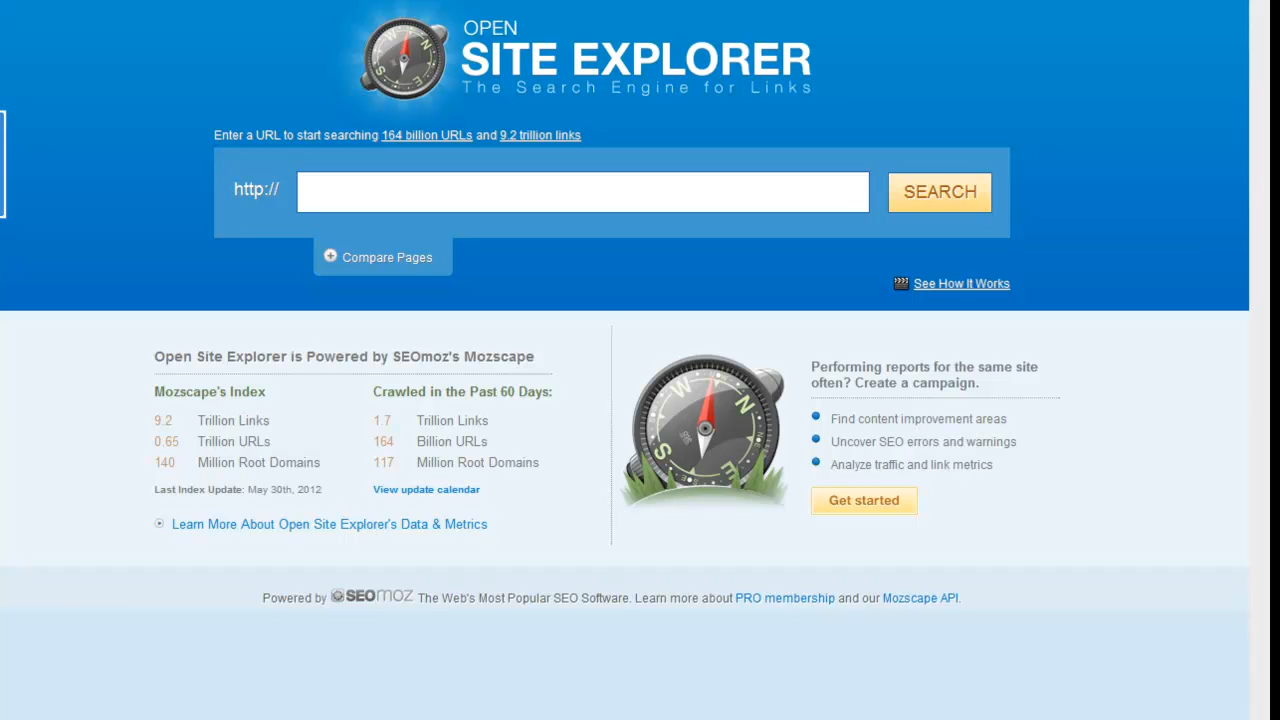 OPEN
SITE EXPLORER
The Search Engine for Links
Enter a URL to start searching 164 billion URLs and 9.2 trillion links
http://
SEARCH
Compare Pages
See How It Works
Open Site Explorer is Powered by SEOmoz's Mozscape
Mozscape's Index
9.2 Trillion Links
0.65 Trillion URLs
140 Million Root Domains
Last Index Update: May 30th, 2012
Crawled in the Past 60 Days:
1.7 Trillion Links
164 Billion URLs
117 Million Root Domains
View update calendar
Learn More About Open Site Explorer's Data & Metrics
W
N
S
E
Performing reports for the same site
often? Create a campaign.
Find content improvement areas
Uncover SEO errors and warnings
Analyze traffic and link metrics
Get started
Powered by SEOmoz The Web's Most Popular SEO Software. Learn more about PRO membership and our Mozscape API.